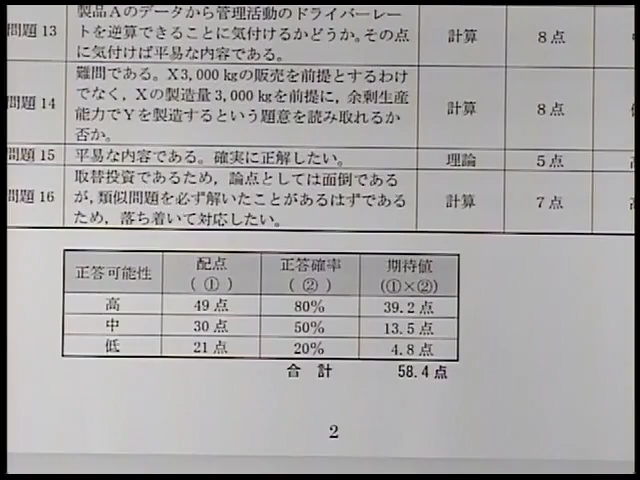 問題13 製品Aのデータから管理活動のドライバーレー
トを逆算できることに気付けるかどうか。その点
に気付けば平易な内容である。 計算 8点
問題14 難問である。X3,000㎏の販売を前提とするわけ
でなく,Xの製造量3,000㎏を前提に,余剰生産
能力でYを製造するという題意を読み取れるか
否か。 計算 8点
問題15 平易な内容である。確実に正解したい。 理論 5点
問題16 取替投資であるため,論点としては面倒である
が,類似問題を必ず解いたことがあるはずである
ため,落ち着いて対応したい。 計算 7点
正答可能性 配点 正答確率 期待値
(①) (②) (①×②)
高 49点 80% 39.2点
中 30点 50% 13.5点
低 21点 20% 4.8点
合計 58.4点
2